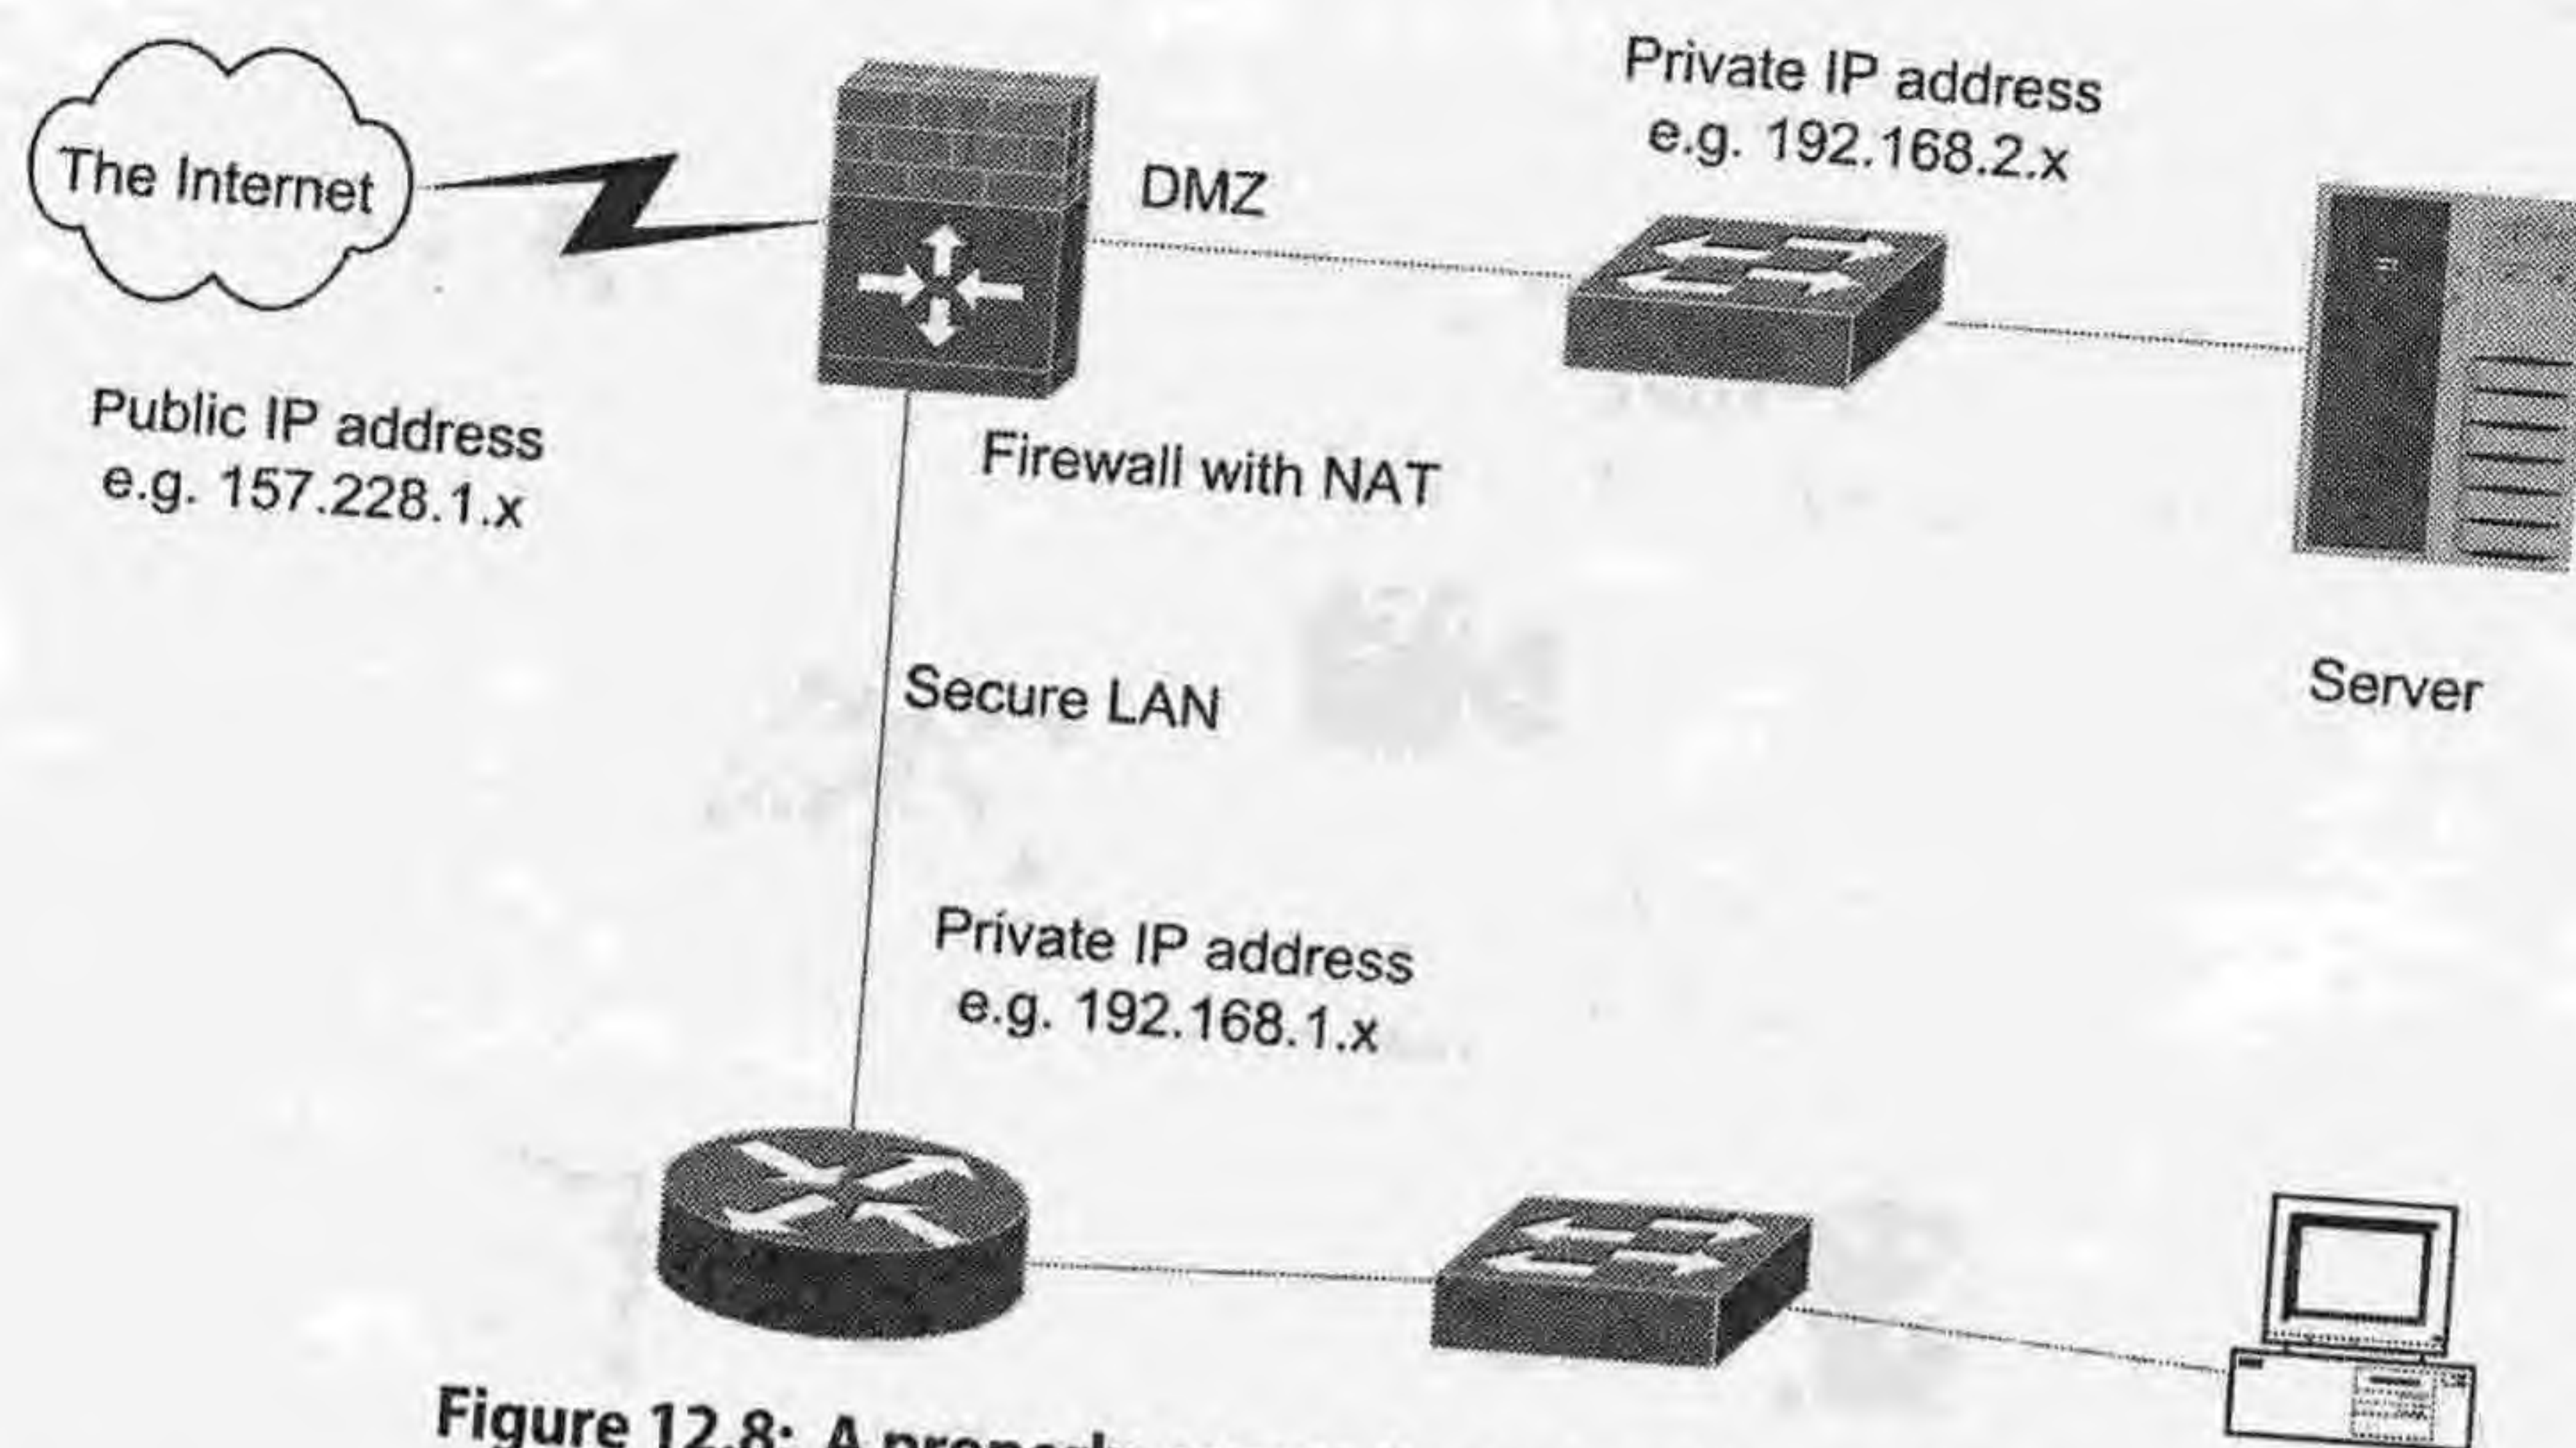 The Internet
Public IP address
e.g. 157.228.1.x
DMZ
Firewall with NAT
Private IP address
e.g. 192.168.2.x
Server
Secure LAN
Private IP address
e.g. 192.168.1.x
Figure 12.8: A